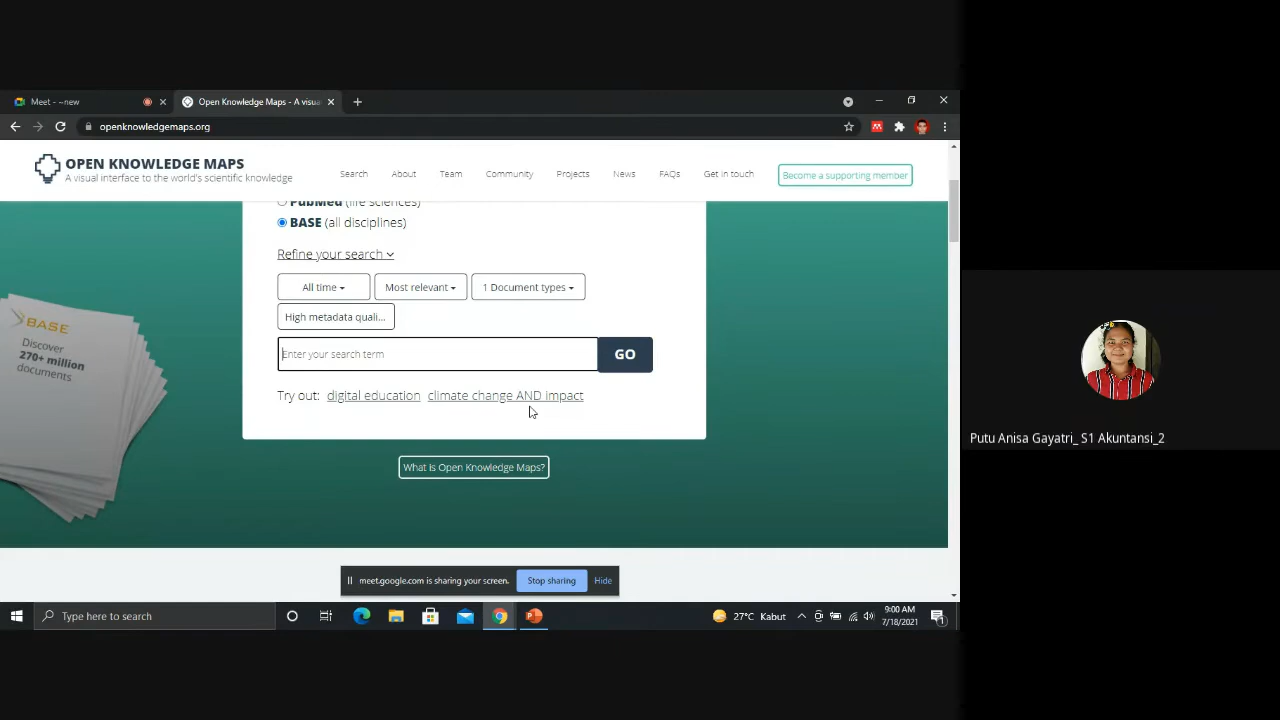 Meet - ~new
Open Knowledge Maps - A visua
openknowledgemaps.org
OPEN KNOWLEDGE MAPS
A visual interface to the world's scientific knowledge
Search
About
Team
Community
Projects
News
FAQs
Get in touch
Become a supporting member
PubMed (life sciences)
BASE (all disciplines)
Refine your search
All time
Most relevant
1 Document types
High metadata quali...
Enter your search term
GO
Try out: digital education climate change AND impact
BASE
Discover
270+ million
documents
What is Open Knowledge Maps?
Putu Anisa Gayatri_ S1 Akuntansi_2
meet.google.com is sharing your screen.
Stop sharing
Hide
Type here to search
27°C Kabut
9:00 AM
7/18/2021
1